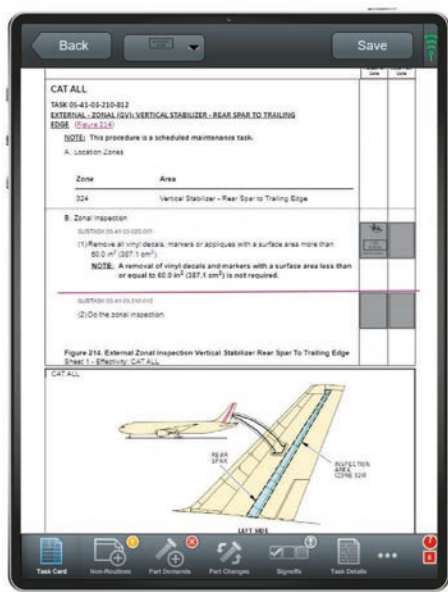 Back
Save
CAT ALL
TASK 05-41-03-210-812
EXTERNAL - ZONAL (GV): VERTICAL STABILIZER - REAR SPAR TO TRAILING
EDGE (Figure 214)
NOTE: This procedure is a scheduled maintenance task.
A. Location Zones
Zone Area
324 Vertical Stabilizer - Rear Spar to Trailing Edge
B. Zonal Inspection
SUBTASK 05-41-03-020-001
(1) Remove all vinyl decals, markers or appliques with a surface area more than
60.0 in² (387.1 cm²).
NOTE: A removal of vinyl decals and markers with a surface area less than
or equal to 60.0 in² (387.1 cm²) is not required.
(2) Do the zonal inspection
Figure 214. External Zonal Inspection Vertical Stabilizer Rear Spar To Trailing Edge
Sheet 1 - Effectivity: CAT ALL
CAT ALL
REAR
SPAR
INSPECTION
AREA
(ZONE 324)
LEFT SIDE
Task Card
Non-Routines
Part Demands
Part Changes
Signoffs
Task Details